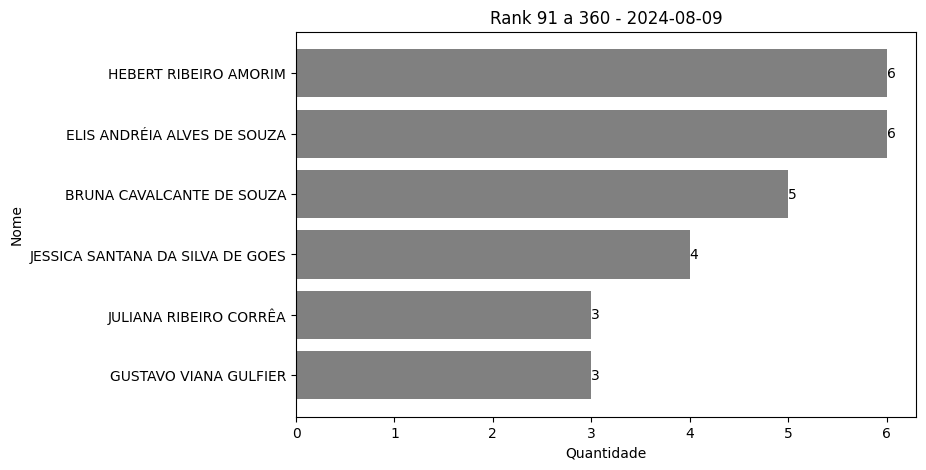 Rank 91 a 360 - 2024-08-09
Nome
HEBERT RIBEIRO AMORIM 6
ELIS ANDRÉIA ALVES DE SOUZA 6
BRUNA CAVALCANTE DE SOUZA 5
JESSICA SANTANA DA SILVA DE GOES 4
JULIANA RIBEIRO CORRÊA 3
GUSTAVO VIANA GULFIER 3
0 1 2 3 4 5 6
Quantidade